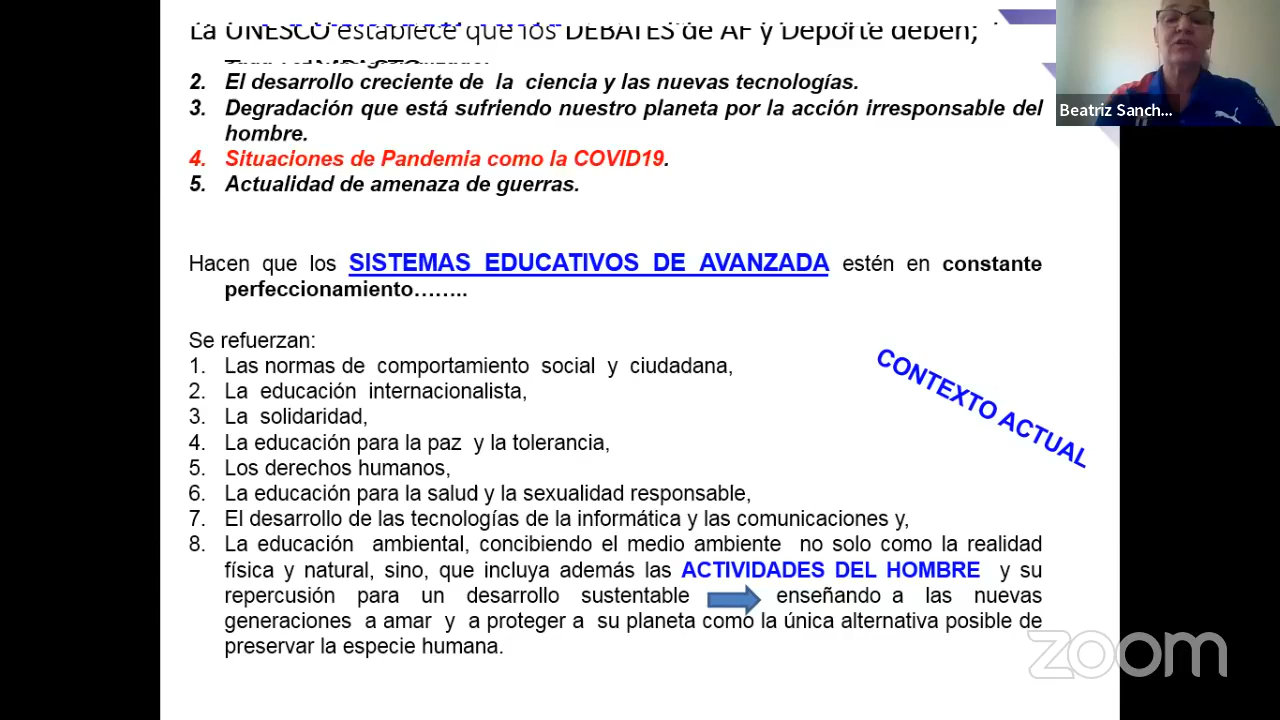 La UNESCO establece que los DEBATES de AF y Deporte deben;
2. El desarrollo creciente de la ciencia y las nuevas tecnologías.
3. Degradación que está sufriendo nuestro planeta por la acción irresponsable del
hombre.
4. Situaciones de Pandemia como la COVID19.
5. Actualidad de amenaza de guerras.
Beatriz Sanch...
Hacen que los SISTEMAS EDUCATIVOS DE AVANZADA estén en constante
perfeccionamiento……..
Se refuerzan:
1. Las normas de comportamiento social y ciudadana,
2. La educación internacionalista,
3. La solidaridad,
4. La educación para la paz y la tolerancia,
5. Los derechos humanos,
6. La educación para la salud y la sexualidad responsable,
7. El desarrollo de las tecnologías de la informática y las comunicaciones y,
8. La educación ambiental, concibiendo el medio ambiente no solo como la realidad
física y natural, sino, que incluya además las ACTIVIDADES DEL HOMBRE y su
repercusión para un desarrollo sustentable enseñando a las nuevas
generaciones a amar y a proteger a su planeta como la única alternativa posible de
preservar la especie humana.
CONTEXTO ACTUAL
zoom